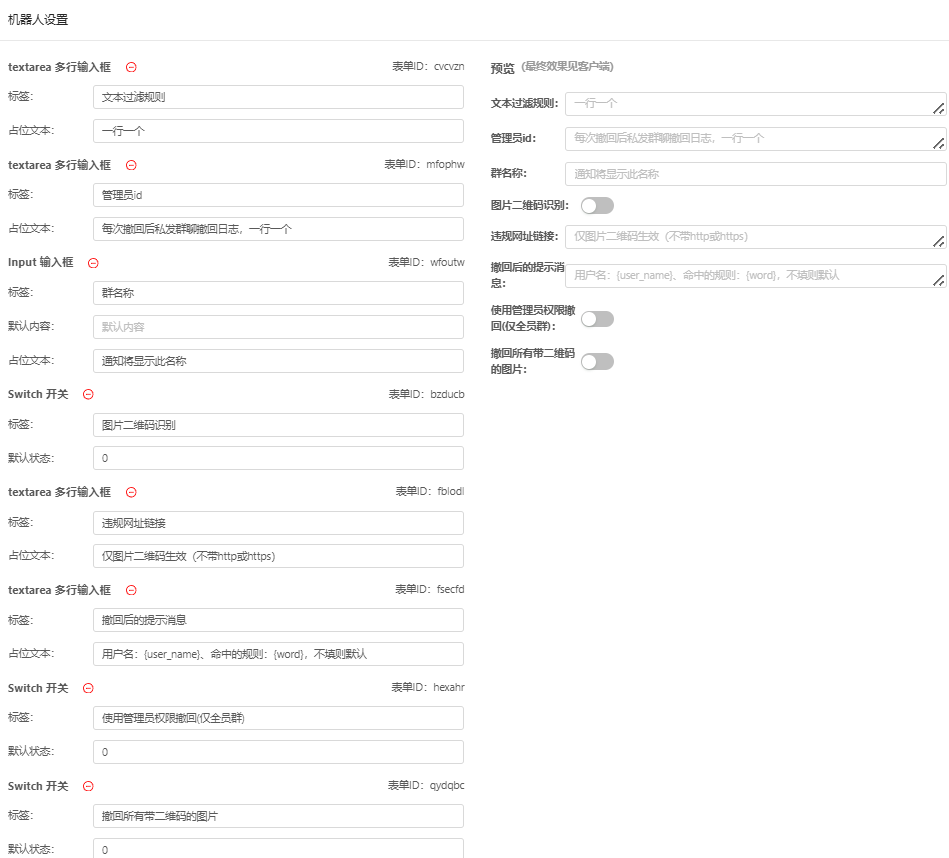 机器人设置
textarea 多行输入框 表单ID：cvcvzn
标签： 文本过滤规则
占位文本： 一行一个
textarea 多行输入框 表单ID：mfophw
标签： 管理员id
占位文本： 每次撤回后私发群聊撤回日志，一行一个
Input 输入框 表单ID：wfoutw
标签： 群名称
默认内容： 默认内容
占位文本： 通知将显示此名称
Switch 开关 表单ID：bzducb
标签： 图片二维码识别
默认状态： 0
textarea 多行输入框 表单ID：fblodl
标签： 违规网址链接
占位文本： 仅图片二维码生效（不带http或https）
textarea 多行输入框 表单ID：fsecfd
标签： 撤回后的提示消息
占位文本： 用户名：{user_name}、命中的规则：{word}，不填则默认
Switch 开关 表单ID：hexahr
标签： 使用管理员权限撤回(仅全员群)
默认状态： 0
Switch 开关 表单ID：qydqbc
标签： 撤回所有带二维码的图片
默认状态： 0
预览 (最终效果见客户端)
文本过滤规则： 一行一个
管理员id： 每次撤回后私发群聊撤回日志，一行一个
群名称： 通知将显示此名称
图片二维码识别：
违规网址链接： 仅图片二维码生效（不带http或https）
撤回后的提示消
息： 用户名：{user_name}、命中的规则：{word}，不填则默认
使用管理员权限撤
回(仅全员群)：
撤回所有带二维码
的图片：